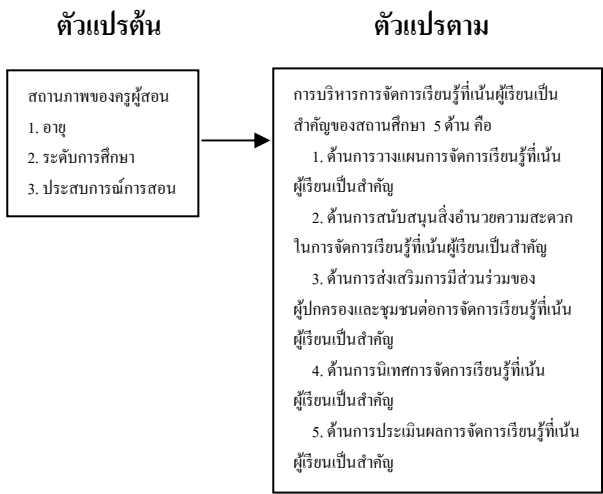 ตัวแปรต้น
ตัวแปรตาม
สถานภาพของครูผู้สอน
1. อายุ
2. ระดับการศึกษา
3. ประสบการณ์การสอน
การบริหารการจัดการเรียนรู้ที่เน้นผู้เรียนเป็น
สำคัญของสถานศึกษา 5 ด้าน คือ
1. ด้านการวางแผนการจัดการเรียนรู้ที่เน้น
ผู้เรียนเป็นสำคัญ
2. ด้านการสนับสนุนสิ่งอำนวยความสะดวก
ในการจัดการเรียนรู้ที่เน้นผู้เรียนเป็นสำคัญ
3. ด้านการส่งเสริมการมีส่วนร่วมของ
ผู้ปกครองและชุมชนต่อการจัดการเรียนรู้ที่เน้น
ผู้เรียนเป็นสำคัญ
4. ด้านการนิเทศการจัดการเรียนรู้ที่เน้น
ผู้เรียนเป็นสำคัญ
5. ด้านการประเมินผลการจัดการเรียนรู้ที่เน้น
ผู้เรียนเป็นสำคัญ